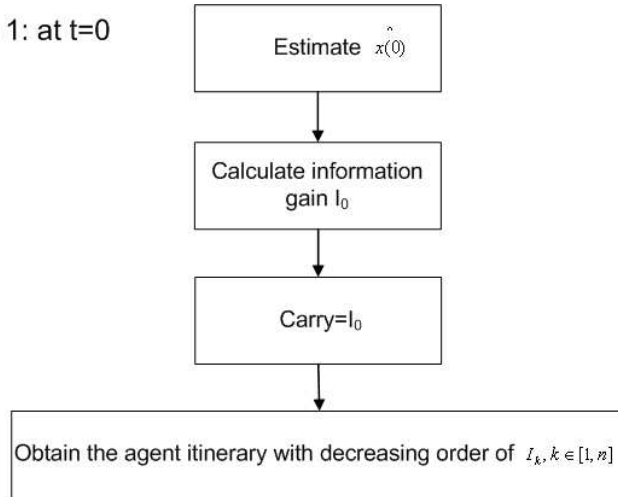 1: at t=0
Estimate x̂(0)
Calculate information
gain I₀
Carry=I₀
Obtain the agent itinerary with decreasing order of Iₖ, k ∈ [1, n]